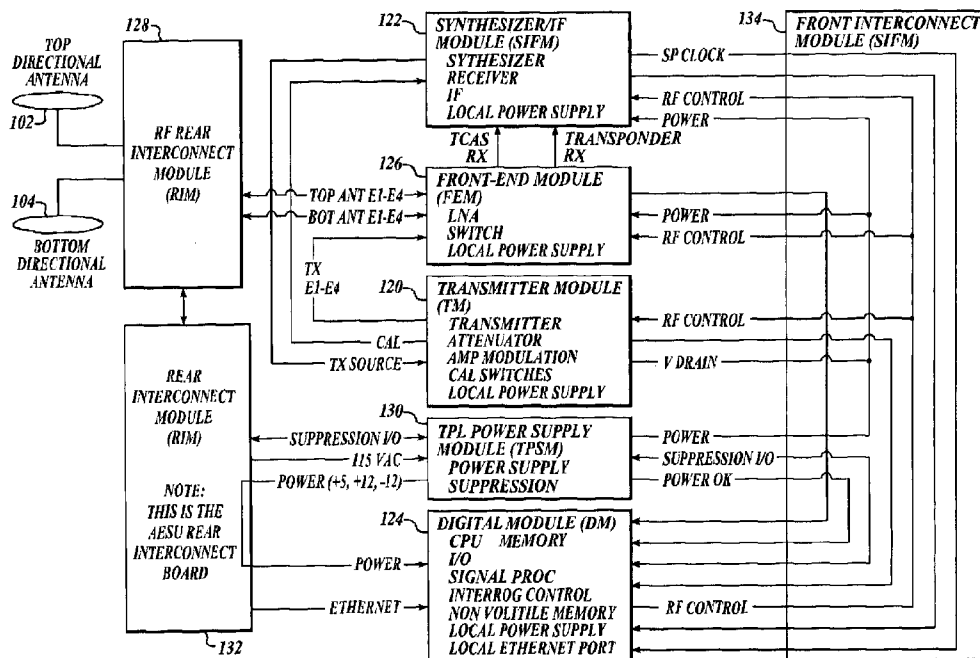 128
TOP
DIRECTIONAL
ANTENNA
102
104
BOTTOM
DIRECTIONAL
ANTENNA
RF REAR
INTERCONNECT
MODULE
(RIM)
REAR
INTERCONNECT
MODULE
(RIM)
NOTE:
THIS IS THE
AESU REAR
INTERCONNECT
BOARD
132
TOP ANT E1-E4
BOT ANT E1-E4
TX
E1-E4
CAL
TX SOURCE
SUPPRESSION I/O
115 VAC
POWER (+5, +12, -12)
POWER
ETHERNET
122
SYNTHESIZER/IF
MODULE (SIFM)
SYTHESIZER
RECEIVER
IF
LOCAL POWER SUPPLY
TCAS
RX
TRANSPONDER
RX
126
FRONT-END MODULE
(FEM)
LNA
SWITCH
LOCAL POWER SUPPLY
120
TRANSMITTER MODULE
(TM)
TRANSMITTER
ATTENUATOR
AMP MODULATION
CAL SWITCHES
LOCAL POWER SUPPLY
130
TPL POWER SUPPLY
MODULE (TPSM)
POWER SUPPLY
SUPPRESSION
124
DIGITAL MODULE (DM)
CPU MEMORY
I/O
SIGNAL PROC
INTERROG CONTROL
NON VOLITILE MEMORY
LOCAL POWER SUPPLY
LOCAL ETHERNET PORT
134
FRONT INTERCONNECT
MODULE (SIFM)
SP CLOCK
RF CONTROL
POWER
POWER
RF CONTROL
RF CONTROL
V DRAIN
POWER
SUPPRESSION I/O
POWER OK
RF CONTROL